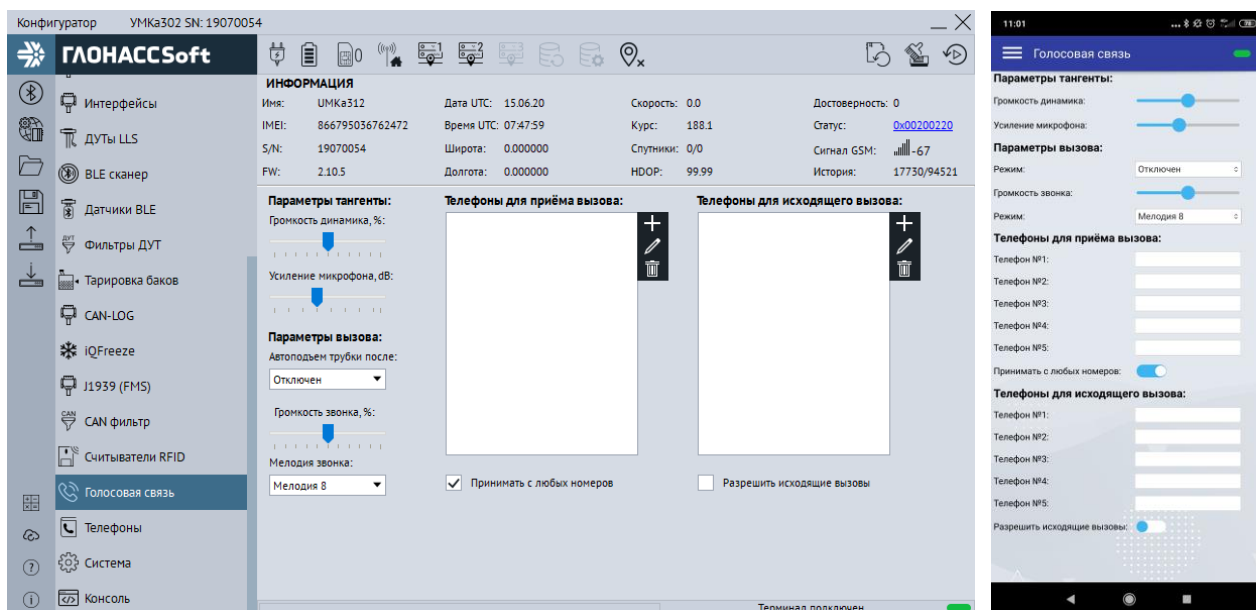 Конфигуратор УМКа302 SN: 19070054
ГЛОНАССSoft
0
1
2
x
Интерфейсы
ДУТы LLS
BLE сканер
Датчики BLE
Фильтры ДУТ
Тарировка баков
CAN-LOG
iQFreeze
J1939 (FMS)
CAN фильтр
Считыватели RFID
Голосовая связь
Телефоны
Система
Консоль
ИНФОРМАЦИЯ
Имя: UMKa312 Дата UTC: 15.06.20 Скорость: 0.0 Достоверность: 0
IMEI: 866795036762472 Время UTC: 07:47:59 Курс: 188.1 Статус: 0x00200220
S/N: 19070054 Широта: 0.000000 Спутники: 0/0 Сигнал GSM: -67
FW: 2.10.5 Долгота: 0.000000 HDOP: 99.99 История: 17730/94521
Параметры тангенты:
Громкость динамика, %:
Усиление микрофона, dB:
Параметры вызова:
Автоподъем трубки после:
Отключен
Громкость звонка, %:
Мелодия звонка:
Мелодия 8
Телефоны для приёма вызова:
Принимать с любых номеров
Телефоны для исходящего вызова:
Разрешить исходящие вызовы
Терминал подключен
11:01
Голосовая связь
Параметры тангенты:
Громкость динамика:
Усиление микрофона:
Параметры вызова:
Режим: Отключен
Громкость звонка:
Режим: Мелодия 8
Телефоны для приёма вызова:
Телефон №1:
Телефон №2:
Телефон №3:
Телефон №4:
Телефон №5:
Принимать с любых номеров:
Телефоны для исходящего вызова:
Телефон №1:
Телефон №2:
Телефон №3:
Телефон №4:
Телефон №5:
Разрешить исходящие вызовы: